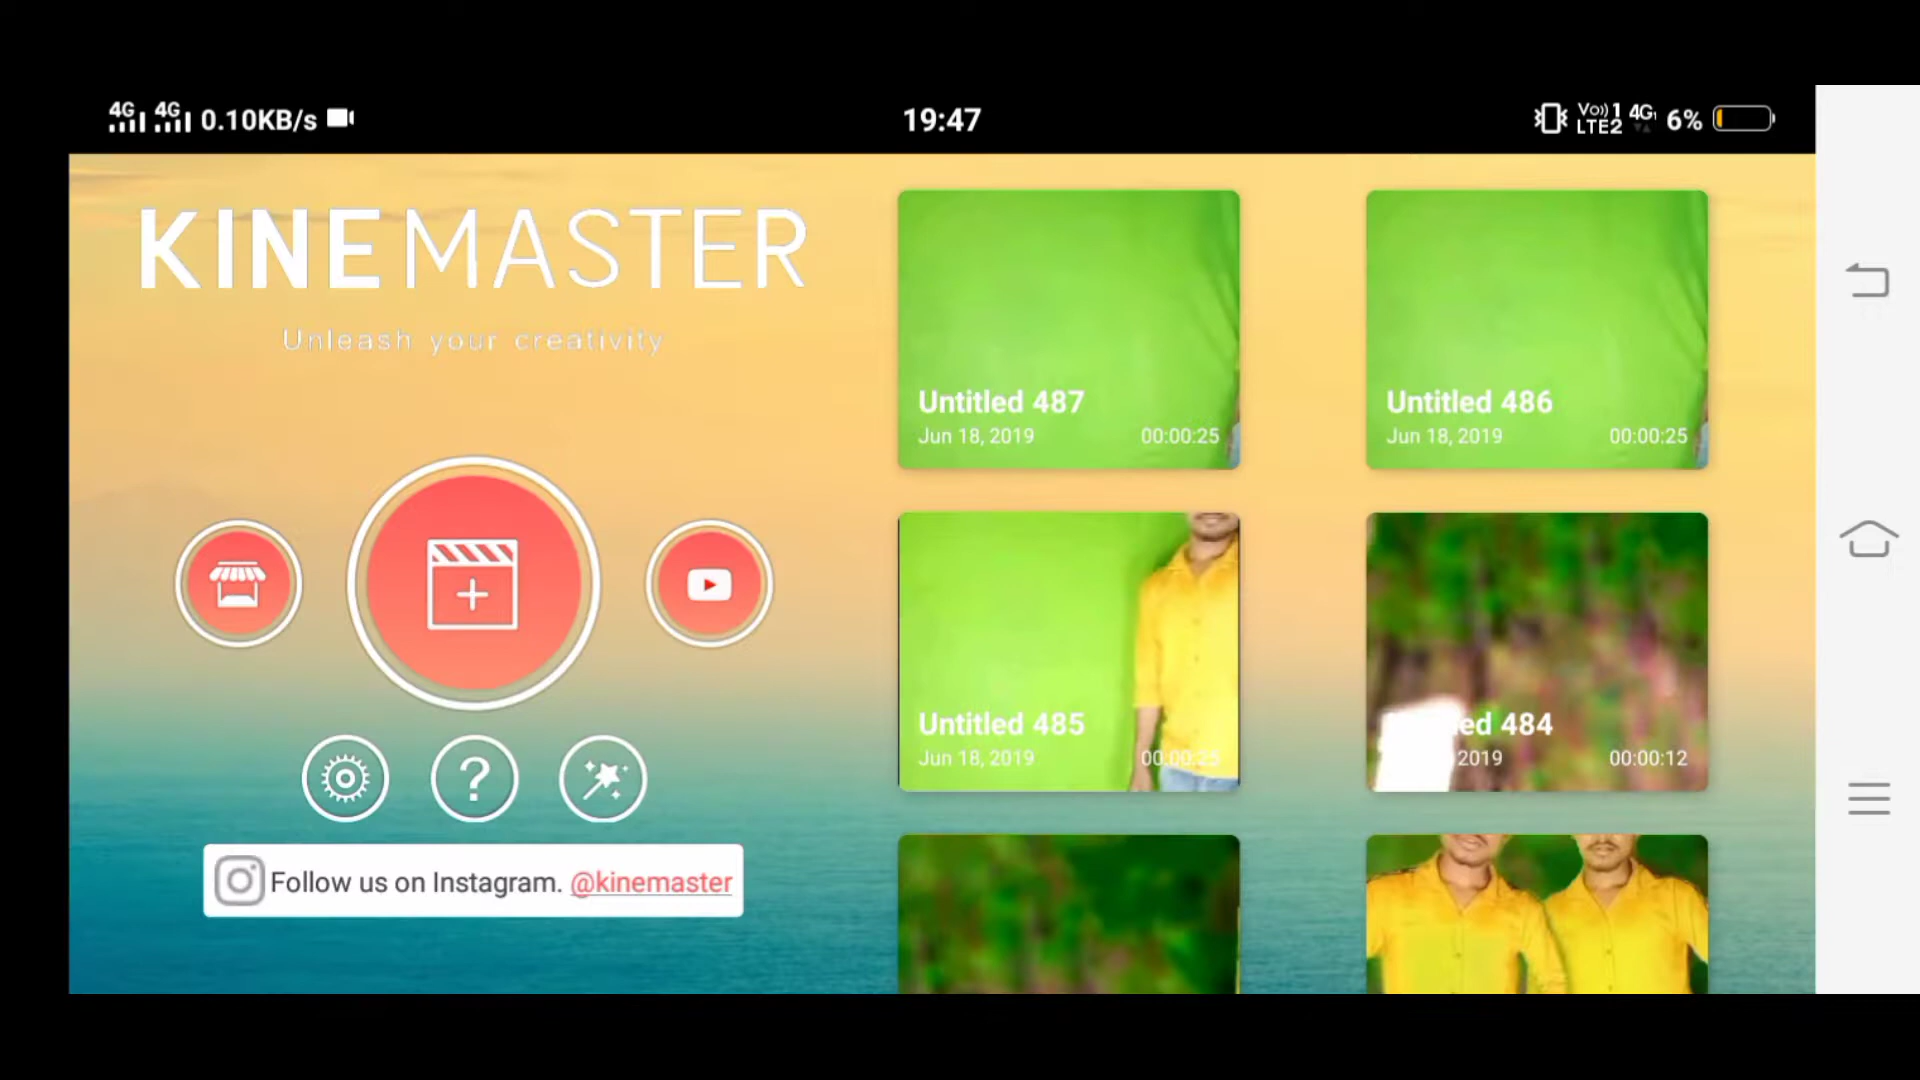 4G 4G 0.10KB/s
19:47
Vo)) 1 LTE2 4G 6%
KINEMASTER
Unleash your creativity
Untitled 487
Jun 18, 2019 00:00:25
Untitled 486
Jun 18, 2019 00:00:25
Untitled 485
Jun 18, 2019 00:00:25
ed 484
2019 00:00:12
?
Follow us on Instagram. @kinemaster